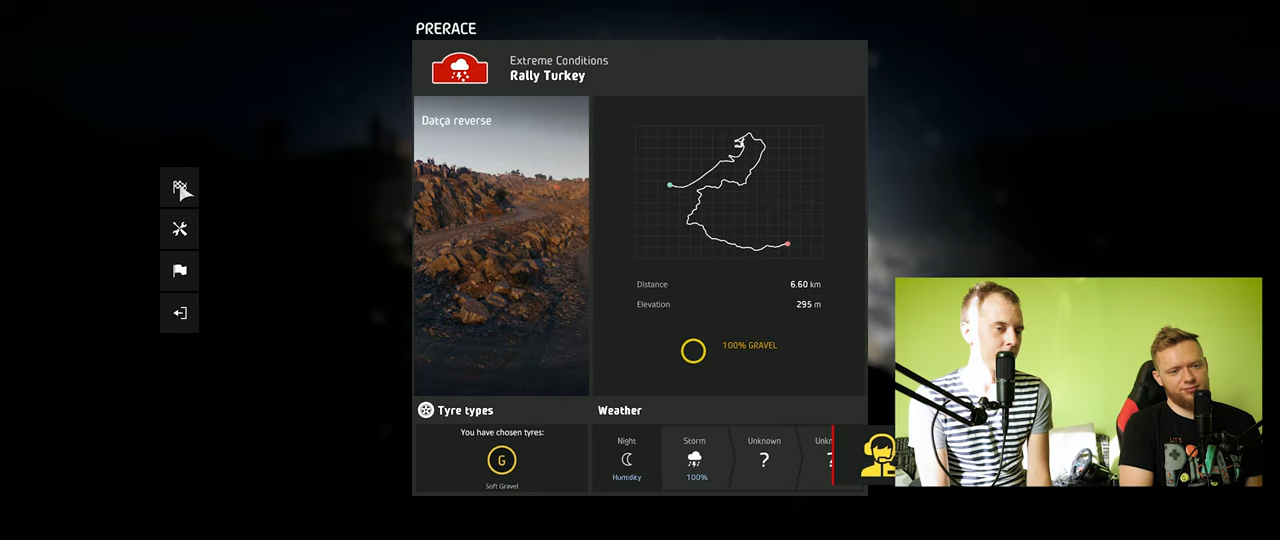 PRERACE
Extreme Conditions
Rally Turkey
Datça reverse
Distance 6.60 km
Elevation 295 m
100% GRAVEL
Tyre types
You have chosen tyres:
G
Soft Gravel
Weather
Night Storm Unknown
? ?
Humidity 100%
LET'S